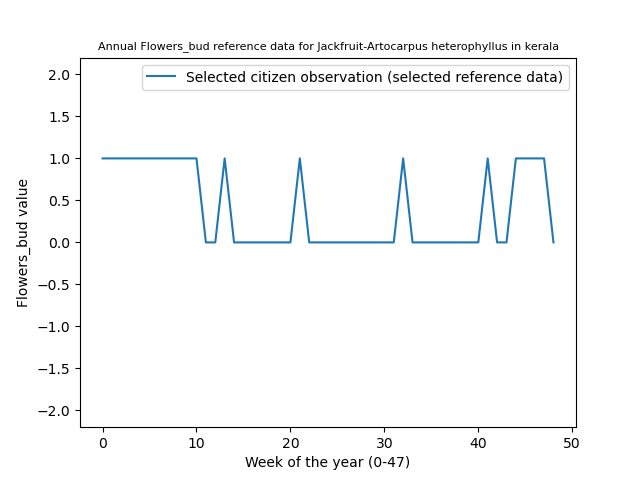 Annual Flowers_bud reference data for Jackfruit-Artocarpus heterophyllus in kerala
Selected citizen observation (selected reference data)
Flowers_bud value
2.0
1.5
1.0
0.5
0.0
−0.5
−1.0
−1.5
−2.0
0 10 20 30 40 50
Week of the year (0-47)